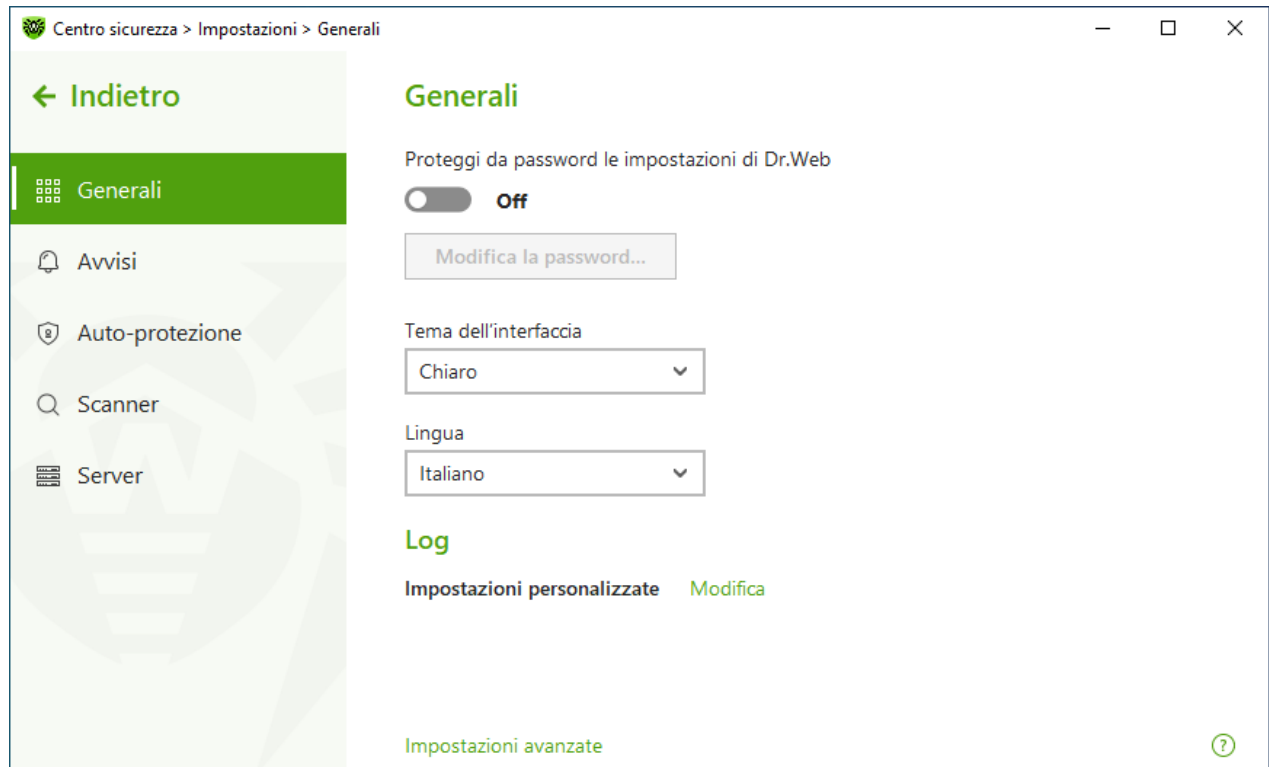 Centro sicurezza > Impostazioni > Generali
Indietro
Generali
Avvisi
Auto-protezione
Scanner
Server
Generali
Proteggi da password le impostazioni di Dr.Web
Off
Modifica la password...
Tema dell'interfaccia
Chiaro
Lingua
Italiano
Log
Impostazioni personalizzate Modifica
Impostazioni avanzate
?